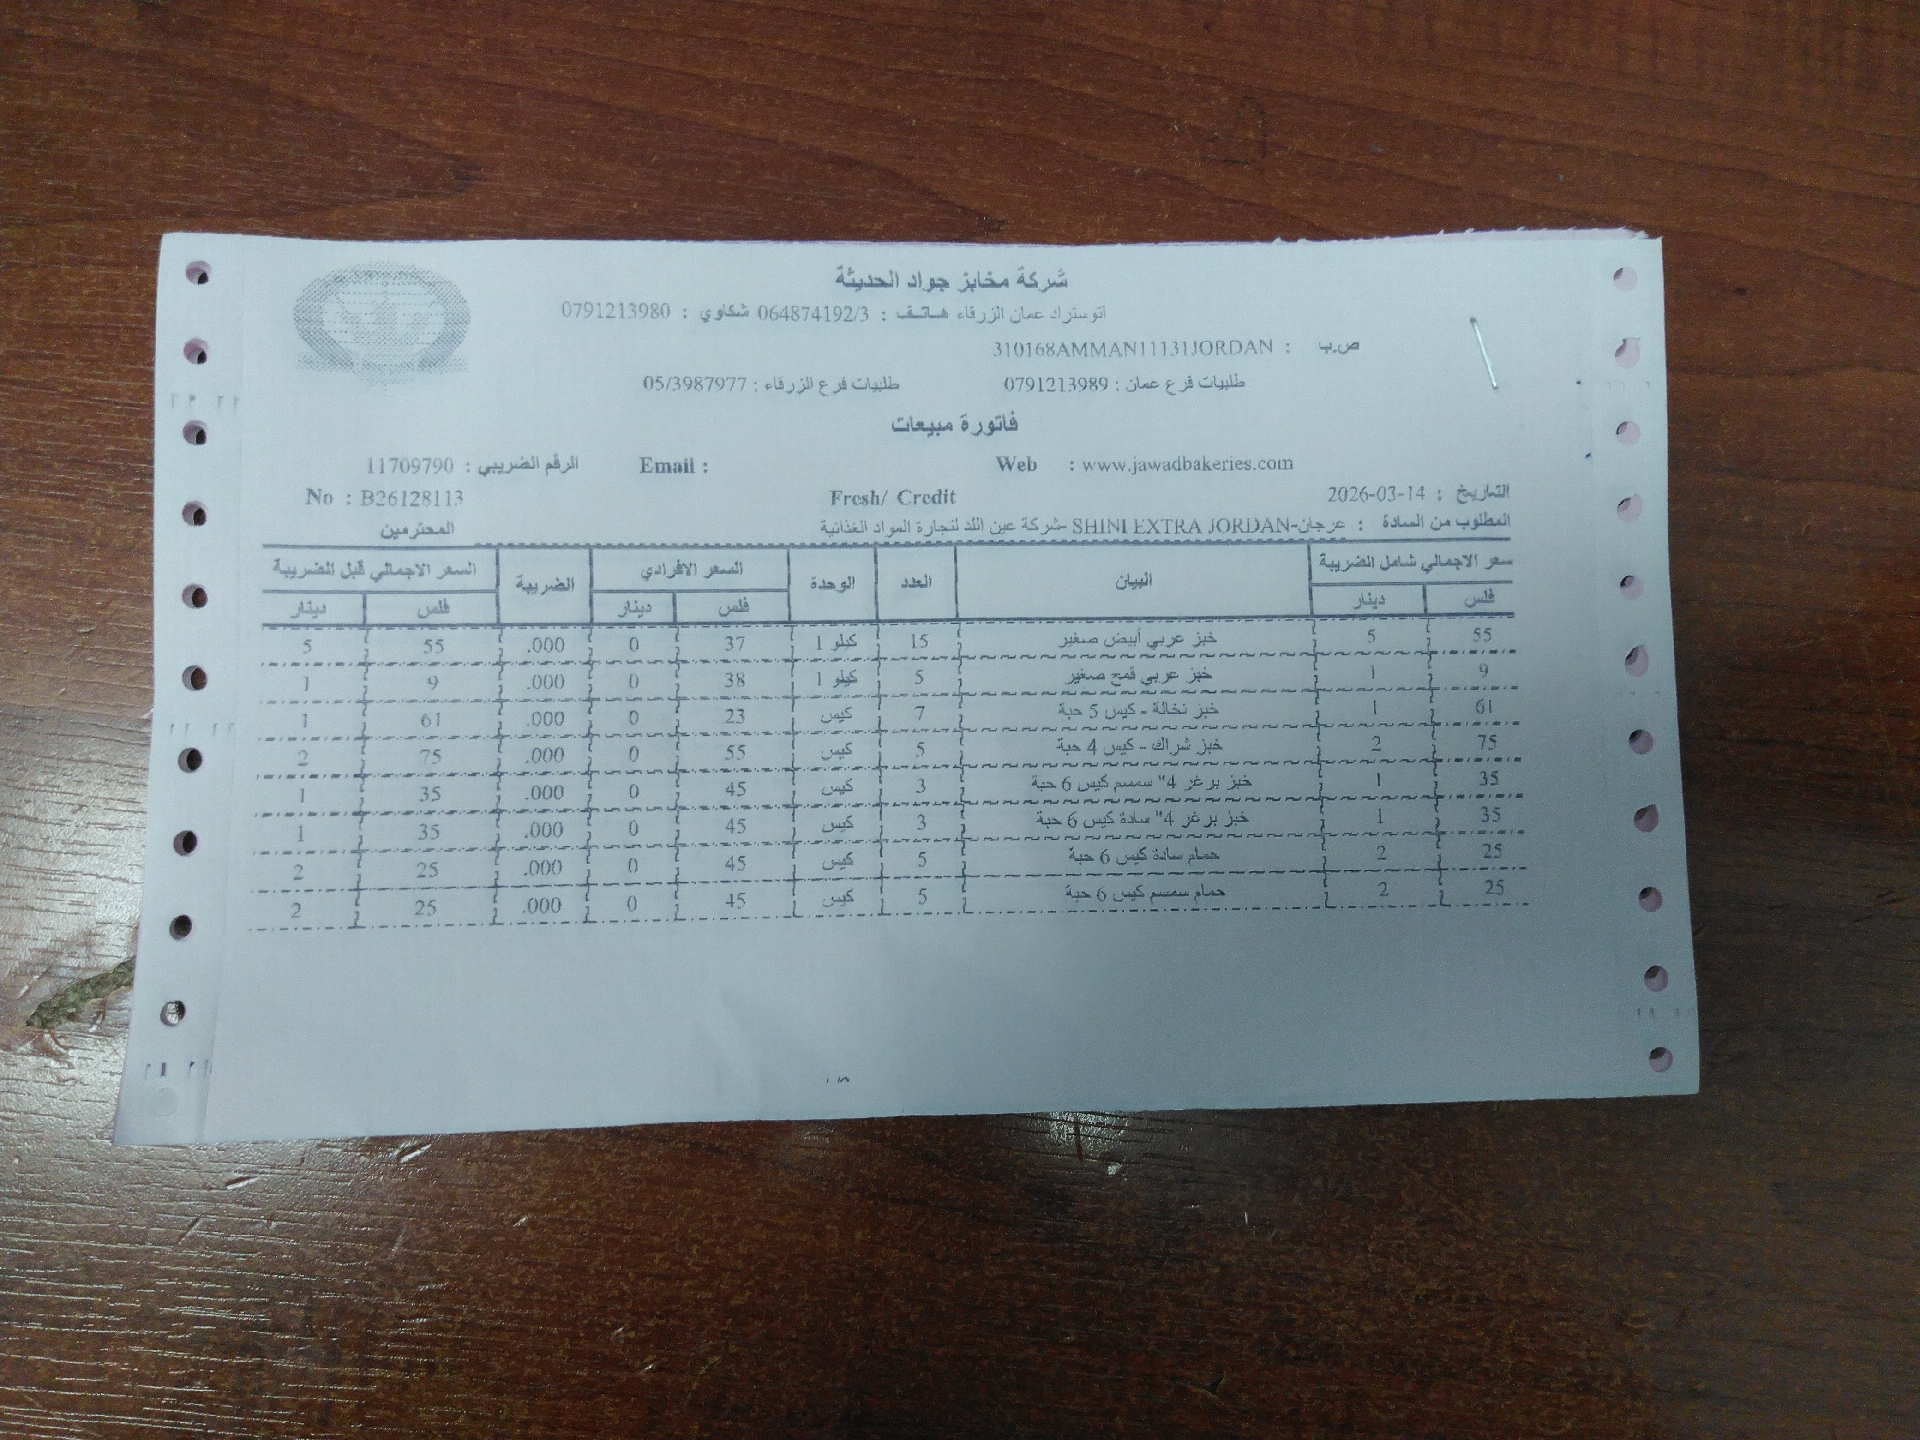 شركة مخابز جواد الحديثة
اتوستراد عمان الزرقاء هاتف : 064874192/3 شكاوي : 0791213980
ص.ب : 310168AMMAN11131JORDAN
طلبيات فرع عمان : 0791213989 طلبيات فرع الزرقاء : 05/3987977
فاتورة مبيعات
Web : www.jawadbakeries.com Email : الرقم الضريبي : 11709790
التاريخ : 2026-03-14 Fresh/ Credit No : B26128113
المطلوب من السادة : عرجان-SHINI EXTRA JORDAN -شركة عين اللد لتجارة المواد الغذائية المحترمين
سعر الاجمالي شامل الضريبة البيان العدد الوحدة السعر الافرادي الضريبة السعر الاجمالي قبل الضريبة
فلس دينار فلس دينار فلس دينار
55 5 خبز عربي أبيض صغير 15 كيلو 1 37 0 .000 55 5
9 1 خبز عربي قمح صغير 5 كيلو 1 38 0 .000 9 1
61 1 خبز نخالة - كيس 5 حبة 7 كيس 23 0 .000 61 1
75 2 خبز شراك - كيس 4 حبة 5 كيس 55 0 .000 75 2
35 1 خبز برغر 4" سمسم كيس 6 حبة 3 كيس 45 0 .000 35 1
35 1 خبز برغر 4" سادة كيس 6 حبة 3 كيس 45 0 .000 35 1
25 2 حمام سادة كيس 6 حبة 5 كيس 45 0 .000 25 2
25 2 حمام سمسم كيس 6 حبة 5 كيس 45 0 .000 25 2